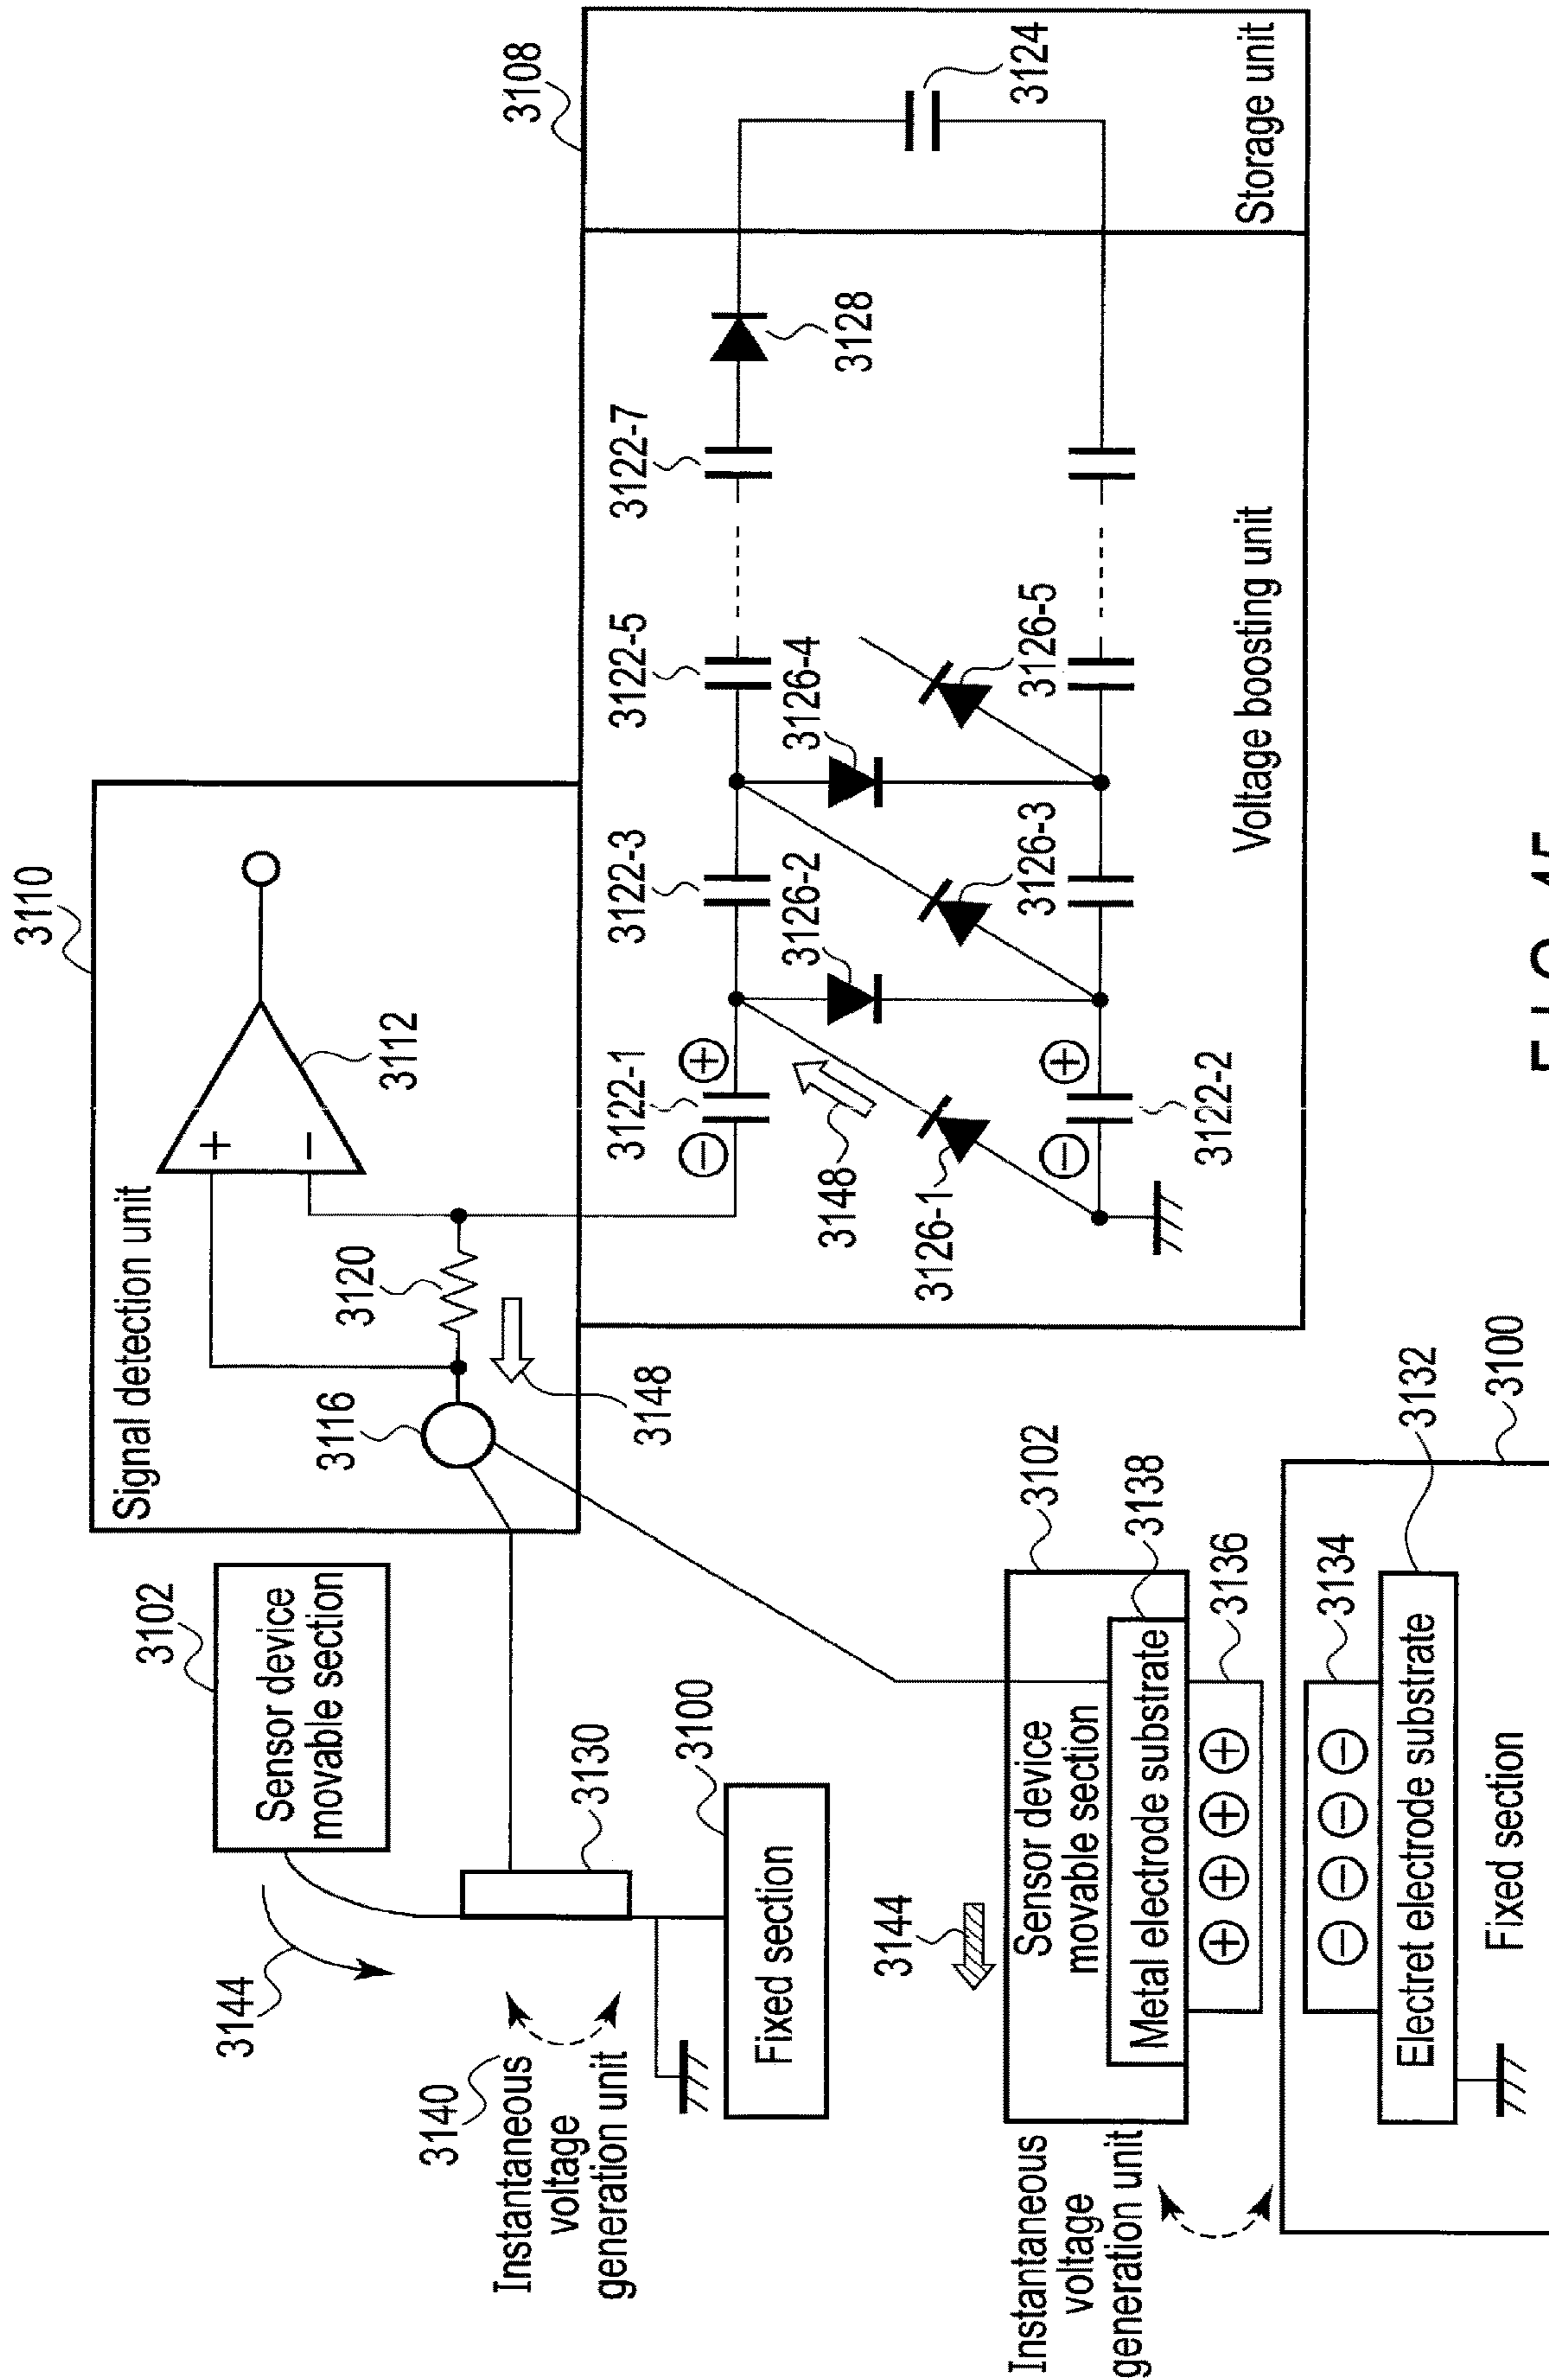 3110
Signal detection unit
+
−
3112
3120
3116
3148
3102
Sensor device
movable section
3144
3140
Instantaneous
voltage
generation unit
3130
3100
Fixed section
3108
3122-1
3122-3
3122-5
3122-7
⊖
⊕
3126-2
3126-4
3128
3148
3126-1
3126-3
3126-5
⊖
⊕
3122-2
3124
Voltage boosting unit
Storage unit
3144
3102
Sensor device
movable section
3138
Metal electrode substrate
3136
⊕ ⊕ ⊕ ⊕
Instantaneous
voltage
generation unit
3134
⊖ ⊖ ⊖ ⊖
3132
Electret electrode substrate
3100
Fixed section